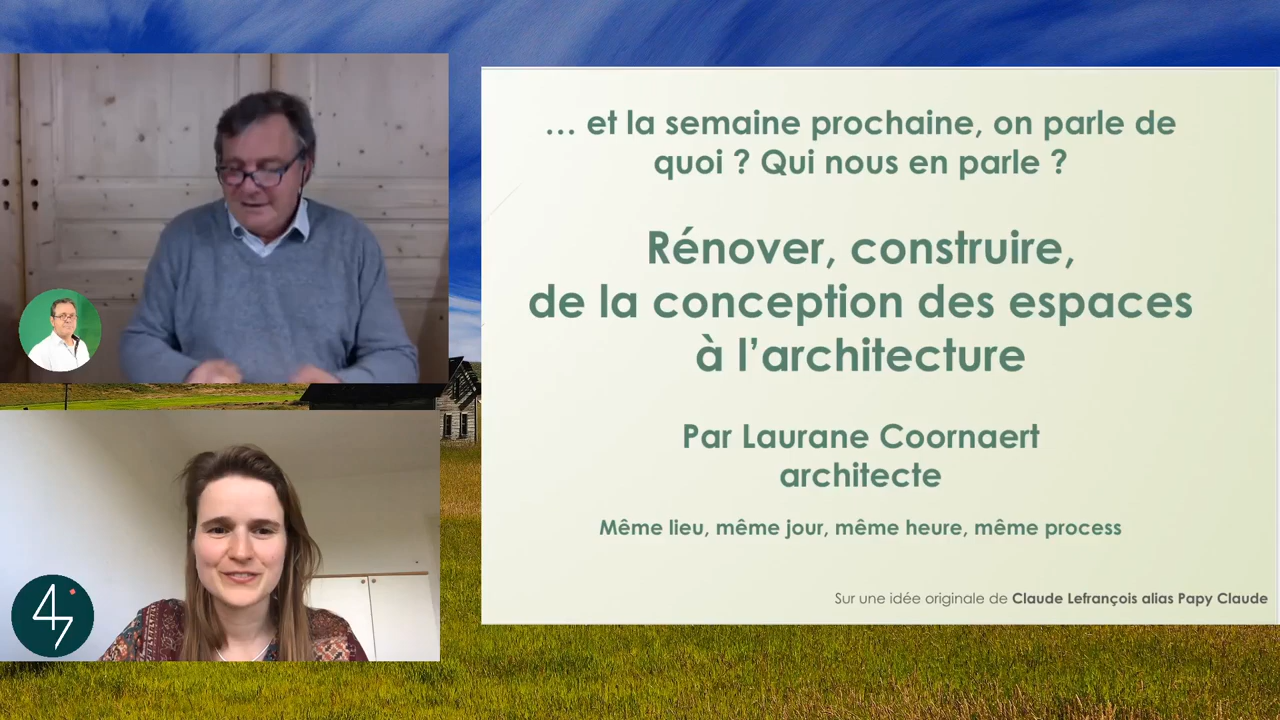 … et la semaine prochaine, on parle de
quoi ? Qui nous en parle ?
Rénover, construire,
de la conception des espaces
à l’architecture
Par Laurane Coornaert
architecte
Même lieu, même jour, même heure, même process
Sur une idée originale de Claude Lefrançois alias Papy Claude
47